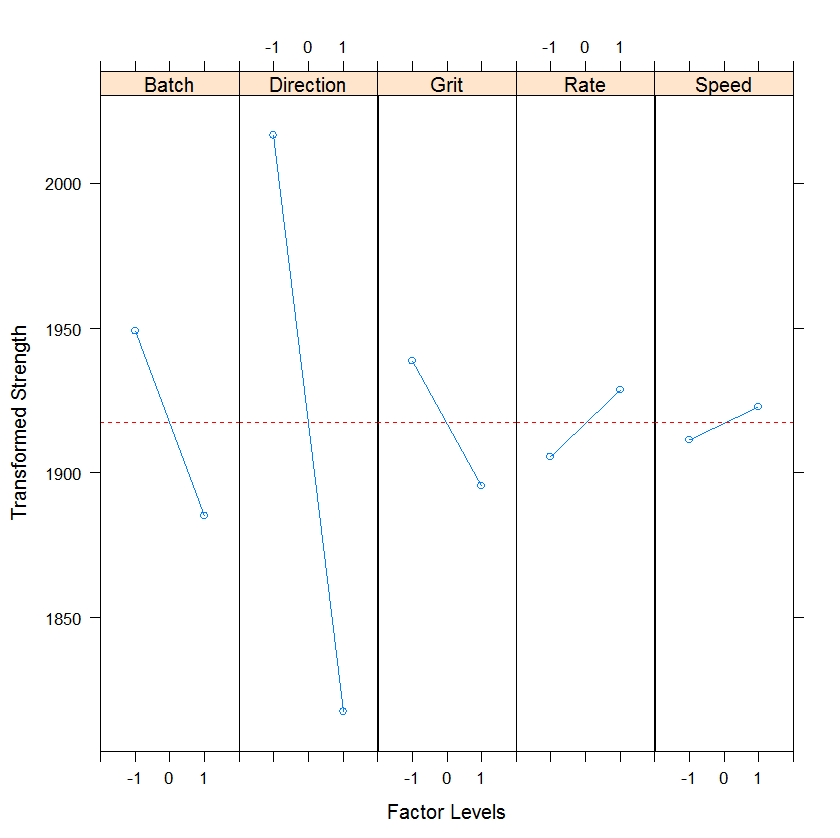 -1 0 1 -1 0 1
Batch Direction Grit Rate Speed
2000
1950
1900
1850
Transformed Strength
-1 0 1 -1 0 1 -1 0 1
Factor Levels